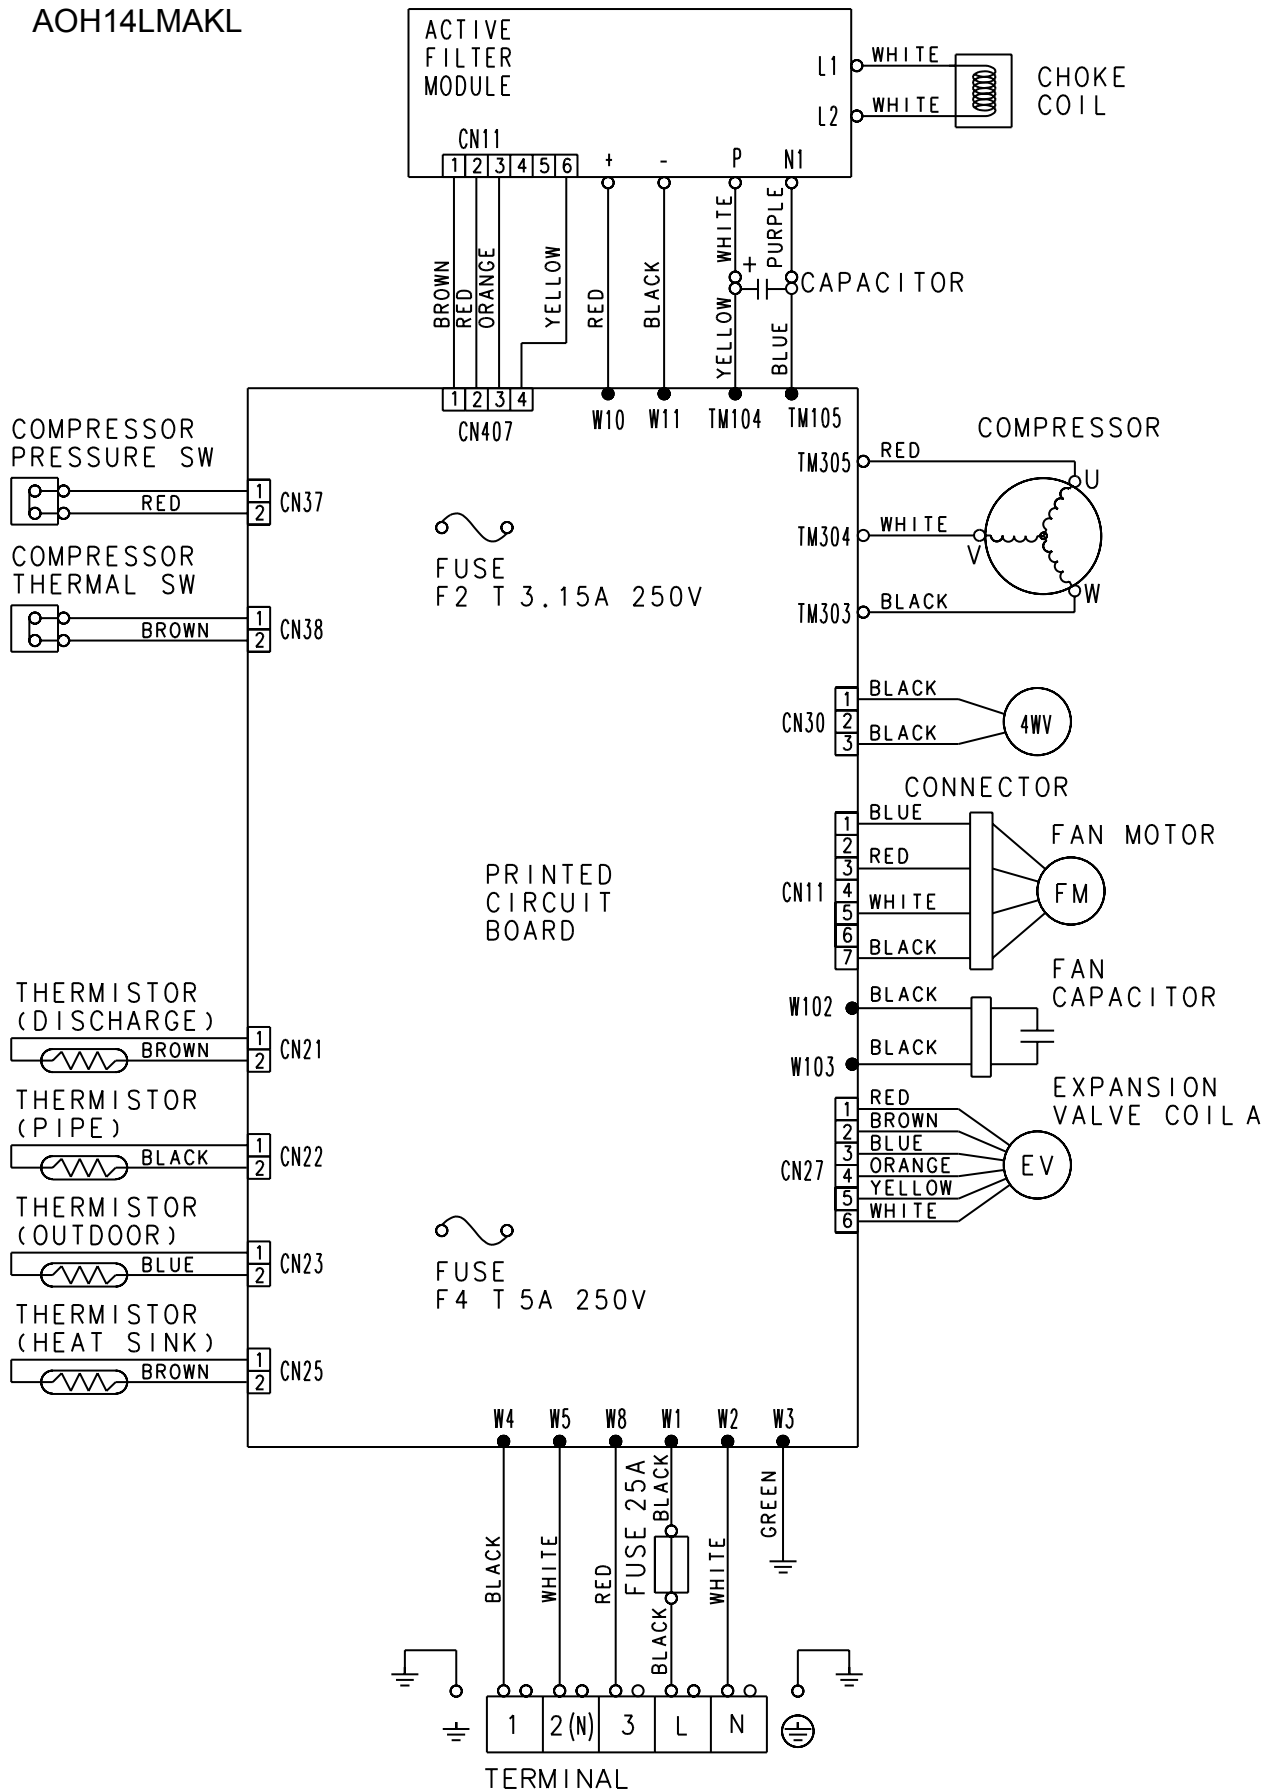 AOH14LMAKL
ACTIVE
FILTER
MODULE
L1
WHITE
L2
WHITE
CHOKE
COIL
CN11
1 2 3 4 5 6
+
-
P
N1
BROWN
RED
ORANGE
YELLOW
RED
BLACK
WHITE
PURPLE
+
CAPACITOR
YELLOW
BLUE
1 2 3 4
CN407
W10
W11
TM104
TM105
COMPRESSOR
PRESSURE SW
RED
1
2
CN37
COMPRESSOR
THERMAL SW
BROWN
1
2
CN38
FUSE
F2 T 3.15A 250V
COMPRESSOR
TM305
RED
U
TM304
WHITE
V
TM303
BLACK
W
CN30
1
2
3
BLACK
BLACK
4WV
CONNECTOR
CN11
1
2
3
4
5
6
7
BLUE
RED
WHITE
BLACK
FAN MOTOR
FM
PRINTED
CIRCUIT
BOARD
W102
BLACK
W103
BLACK
FAN
CAPACITOR
CN27
1
2
3
4
5
6
RED
BROWN
BLUE
ORANGE
YELLOW
WHITE
EXPANSION
VALVE COIL A
EV
THERMISTOR
(DISCHARGE)
BROWN
1
2
CN21
THERMISTOR
(PIPE)
BLACK
1
2
CN22
THERMISTOR
(OUTDOOR)
BLUE
1
2
CN23
THERMISTOR
(HEAT SINK)
BROWN
1
2
CN25
FUSE
F4 T 5A 250V
W4
W5
W8
W1
W2
W3
BLACK
WHITE
RED
FUSE 25A
BLACK
BLACK
WHITE
GREEN
1
2(N)
3
L
N
TERMINAL